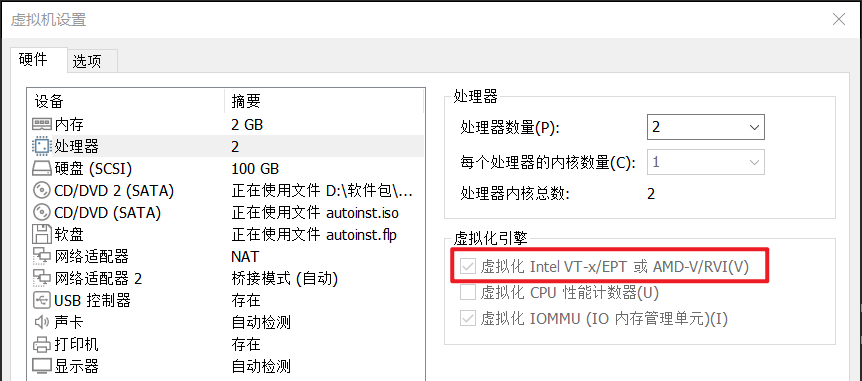 虚拟机设置
硬件 选项
设备 摘要
内存 2 GB
处理器 2
硬盘 (SCSI) 100 GB
CD/DVD 2 (SATA) 正在使用文件 D:\软件包\...
CD/DVD (SATA) 正在使用文件 autoinst.iso
软盘 正在使用文件 autoinst.flp
网络适配器 NAT
网络适配器 2 桥接模式 (自动)
USB 控制器 存在
声卡 自动检测
打印机 存在
显示器 自动检测
处理器
处理器数量(P): 2
每个处理器的内核数量(C): 1
处理器内核总数: 2
虚拟化引擎
虚拟化 Intel VT-x/EPT 或 AMD-V/RVI(V)
虚拟化 CPU 性能计数器(U)
虚拟化 IOMMU (IO 内存管理单元)(I)